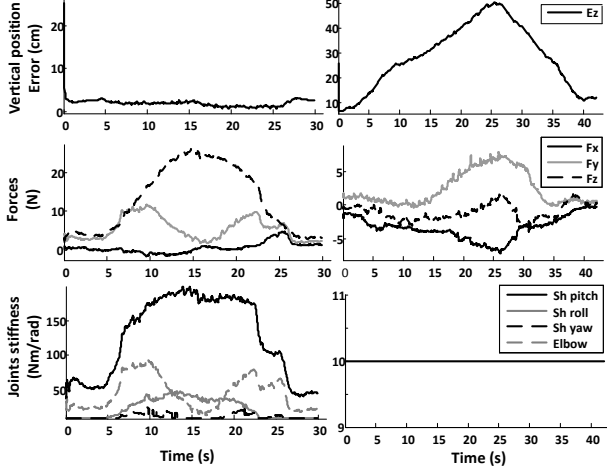 Vertical position
Error (cm)
20
10
0
0 5 10 15 20 25 30
50
40
30
20
10
0 5 10 15 20 25 30 35 40
Ez
Forces
(N)
20
10
0
0 5 10 15 20 25 30
5
0
-5
0 5 10 15 20 25 30 35 40
Fx
Fy
Fz
Joints stiffness
(Nm/rad)
150
100
50
0 5 10 15 20 25 30
Time (s)
11
10
9
0 5 10 15 20 25 30 35 40
Time (s)
Sh pitch
Sh roll
Sh yaw
Elbow